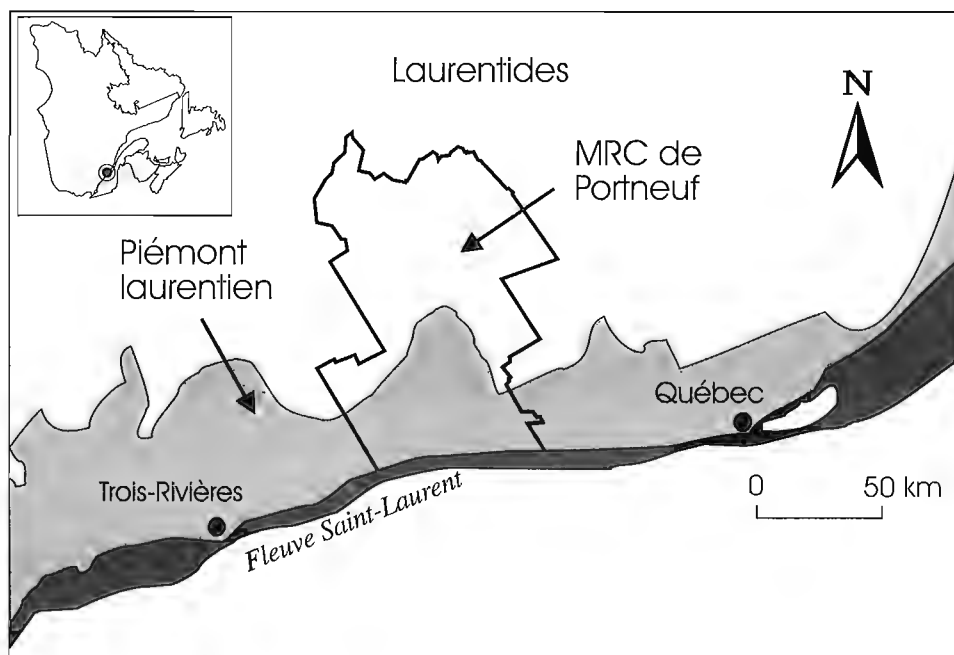 Laurentides
N
MRC de
Portneuf
Piémont
laurentien
Québec
Trois-Rivières
0 50 km
Fleuve Saint-Laurent